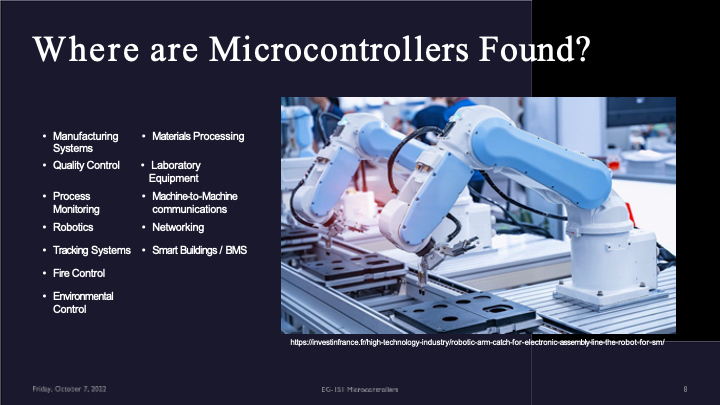 Where are Microcontrollers Found?
• Manufacturing
Systems
• Quality Control
• Process
Monitoring
• Robotics
• Tracking Systems
• Fire Control
• Environmental
Control
• Materials Processing
• Laboratory
Equipment
• Machine-to-Machine
communications
• Networking
• Smart Buildings / BMS
https://investinfrance.fr/high-technology-industry/robotic-arm-catch-for-electronic-assembly-line-the-robot-for-sm/
Friday, October 7, 2022
EG-151 Microcontrollers
8